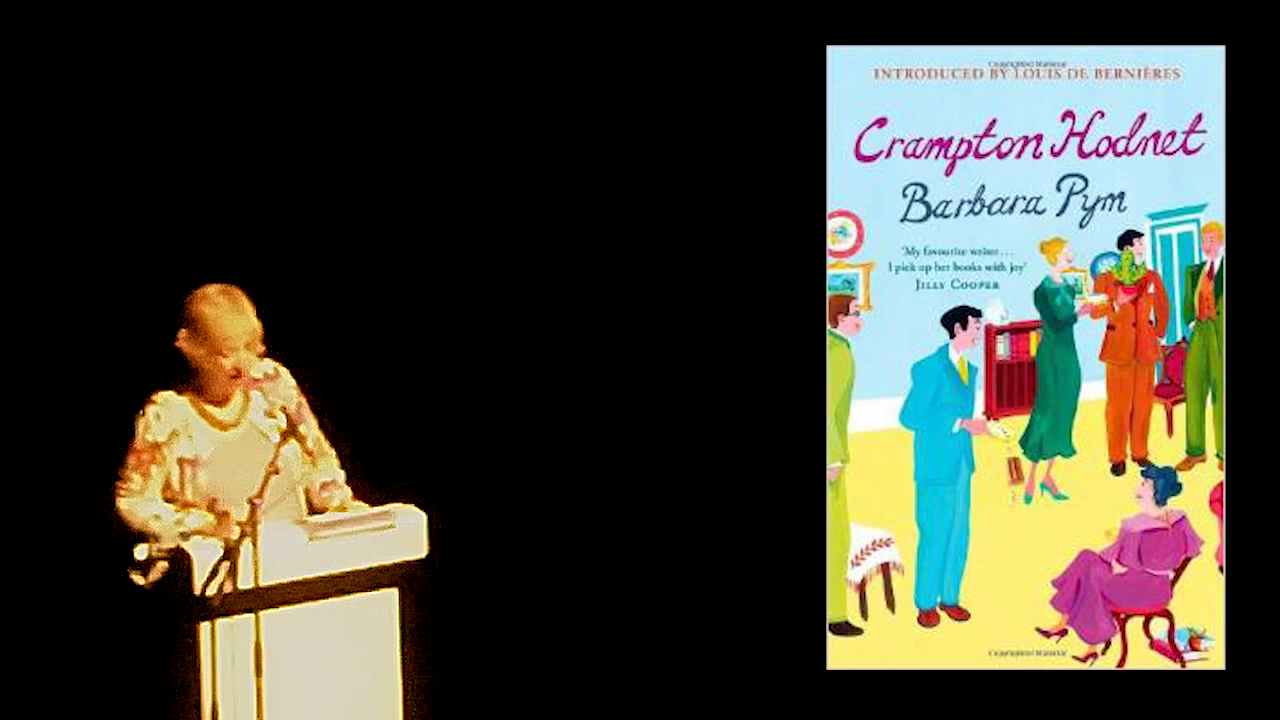 INTRODUCED BY LOUIS DE BERNIÈRES
Crampton Hodnet
Barbara Pym
'My favourite writer...
I pick up her books with joy'
JILLY COOPER